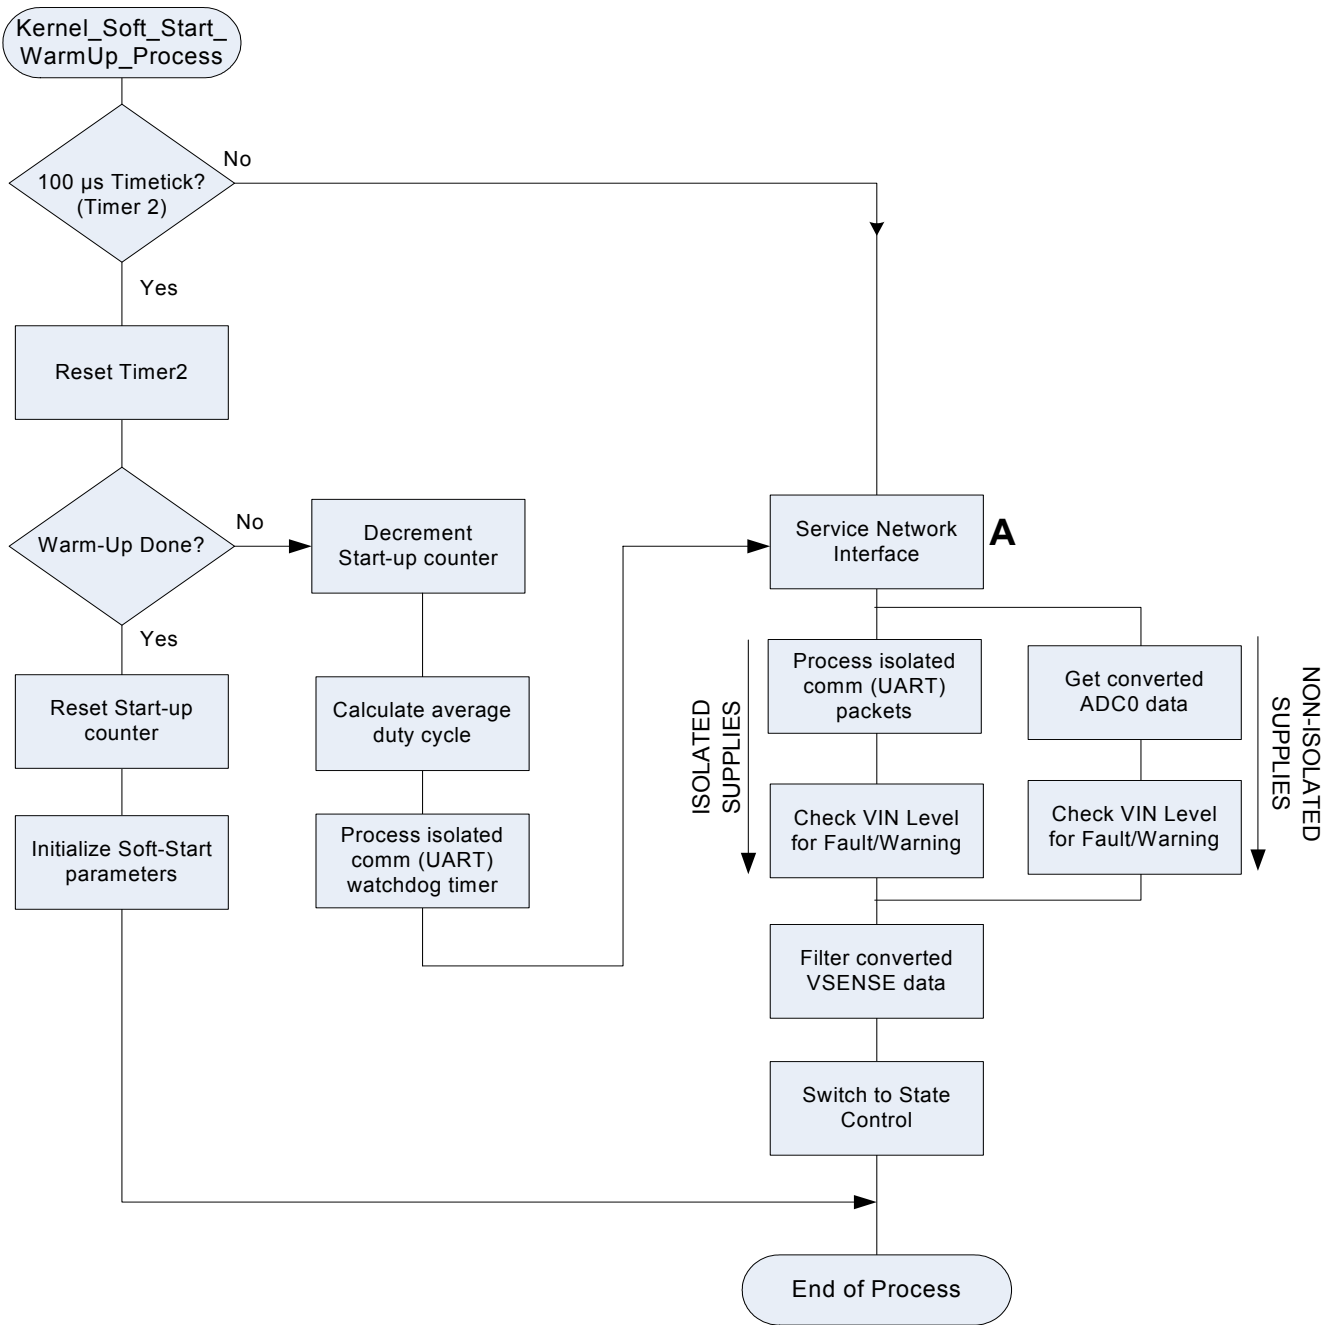 Kernel_Soft_Start_
WarmUp_Process
100 µs Timetick?
(Timer 2)
No
Yes
Reset Timer2
Warm-Up Done?
No
Yes
Reset Start-up
counter
Initialize Soft-Start
parameters
Decrement
Start-up counter
Calculate average
duty cycle
Process isolated
comm (UART)
watchdog timer
Service Network
Interface
A
ISOLATED
SUPPLIES
Process isolated
comm (UART)
packets
Check VIN Level
for Fault/Warning
Get converted
ADC0 data
Check VIN Level
for Fault/Warning
NON-ISOLATED
SUPPLIES
Filter converted
VSENSE data
Switch to State
Control
End of Process